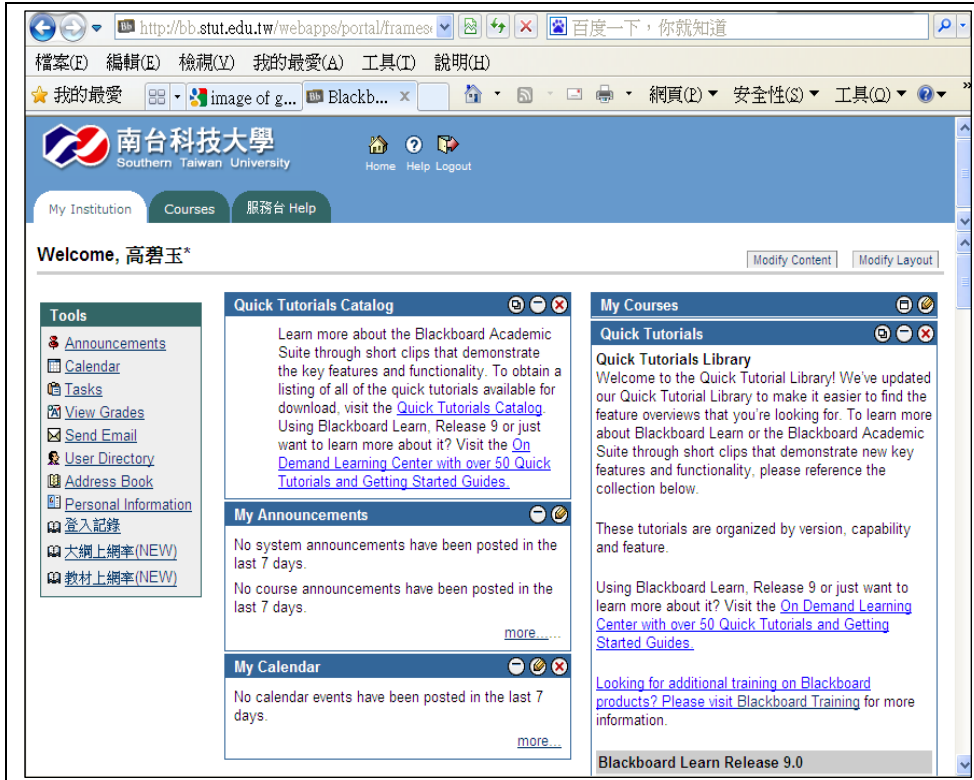 http://bb.stut.edu.tw/webapps/portal/frames
百度一下，你就知道
檔案(F) 編輯(E) 檢視(V) 我的最愛(A) 工具(T) 說明(H)
我的最愛 image of g... Blackb... 網頁(P) 安全性(S) 工具(O) »
南台科技大學
Southern Taiwan University
Home Help Logout
My Institution Courses 服務台 Help
Welcome, 高碧玉*
Modify Content Modify Layout
Tools
Announcements
Calendar
Tasks
View Grades
Send Email
User Directory
Address Book
Personal Information
登入記錄
大綱上網率(NEW)
教材上網率(NEW)
Quick Tutorials Catalog
Learn more about the Blackboard Academic
Suite through short clips that demonstrate
the key features and functionality. To obtain a
listing of all of the quick tutorials available for
download, visit the Quick Tutorials Catalog.
Using Blackboard Learn, Release 9 or just
want to learn more about it? Visit the On
Demand Learning Center with over 50 Quick
Tutorials and Getting Started Guides.
My Announcements
No system announcements have been posted in the
last 7 days.
No course announcements have been posted in the
last 7 days.
more......
My Calendar
No calendar events have been posted in the last 7
days.
more...
My Courses
Quick Tutorials
Quick Tutorials Library
Welcome to the Quick Tutorial Library! We've updated
our Quick Tutorial Library to make it easier to find the
feature overviews that you're looking for. To learn more
about Blackboard Learn or the Blackboard Academic
Suite through short clips that demonstrate new key
features and functionality, please reference the
collection below.
These tutorials are organized by version, capability
and feature.
Using Blackboard Learn, Release 9 or just want to
learn more about it? Visit the On Demand Learning
Center with over 50 Quick Tutorials and Getting
Started Guides.
Looking for additional training on Blackboard
products? Please visit Blackboard Training for more
information.
Blackboard Learn Release 9.0